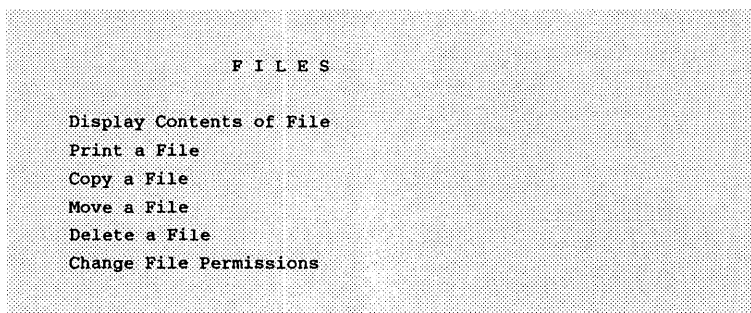 F I L E S
Display Contents of File
Print a File
Copy a File
Move a File
Delete a File
Change File Permissions